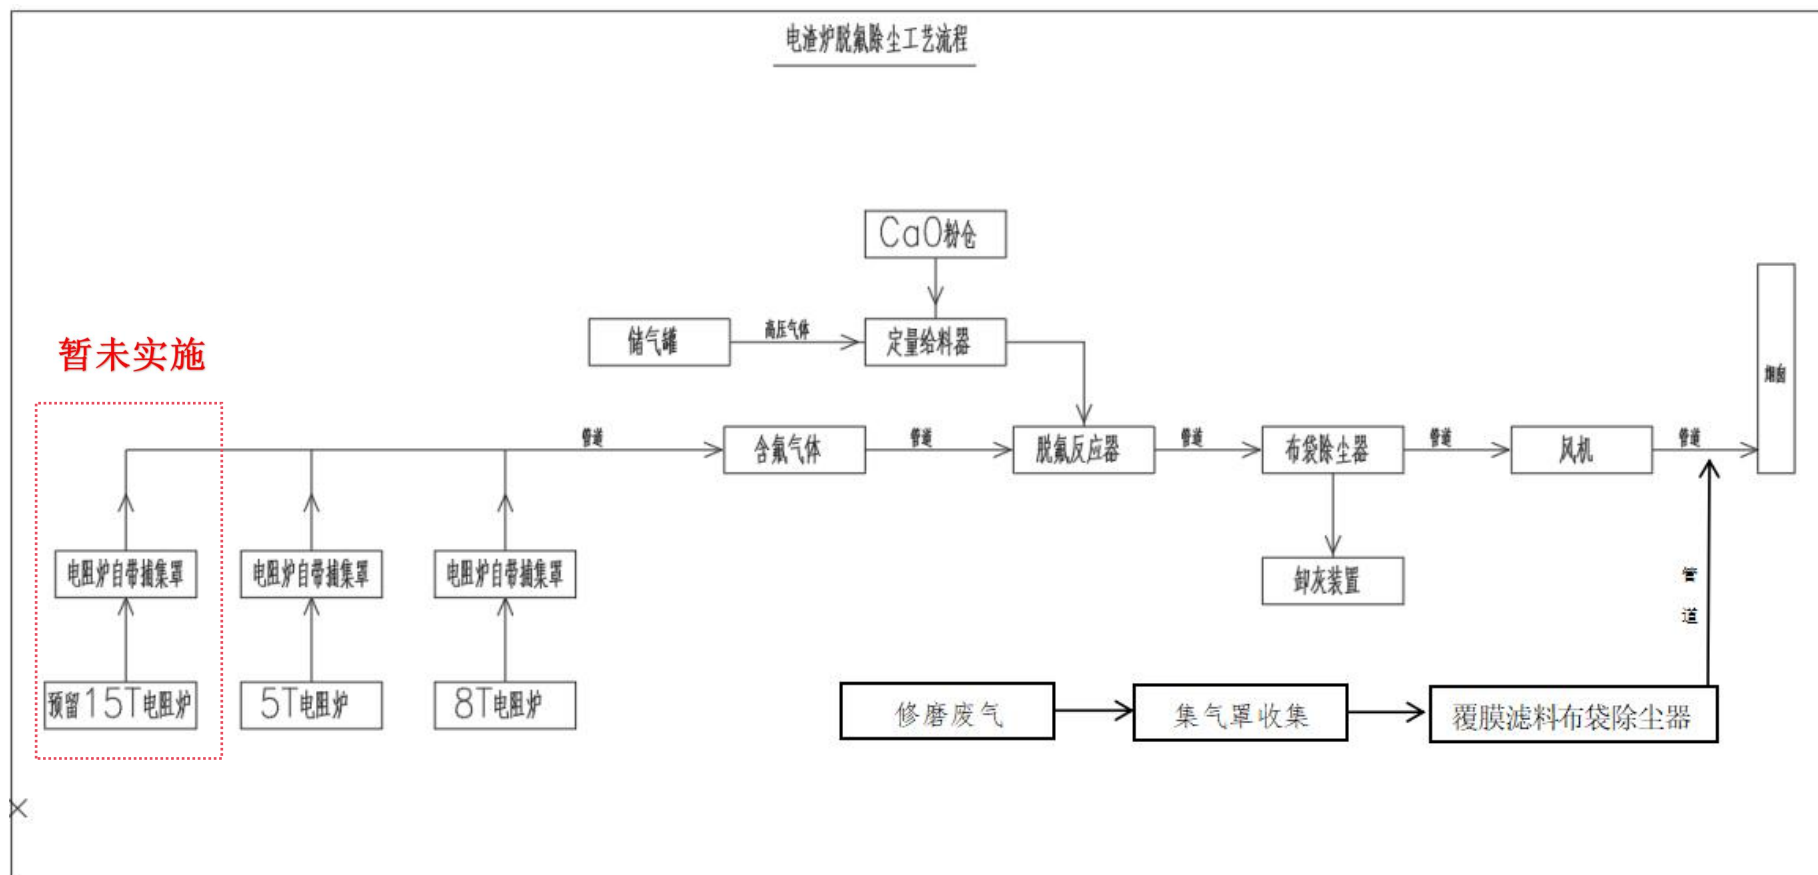 电渣炉脱氟除尘工艺流程
CaO粉仓
储气罐
高压气体
定量给料器
烟囱
暂未实施
管道
含氟气体
管道
脱氟反应器
管道
布袋除尘器
管道
风机
管道
电阻炉自带捕集罩
电阻炉自带捕集罩
电阻炉自带捕集罩
卸灰装置
管道
预留15T电阻炉
5T电阻炉
8T电阻炉
修磨废气
集气罩收集
覆膜滤料布袋除尘器